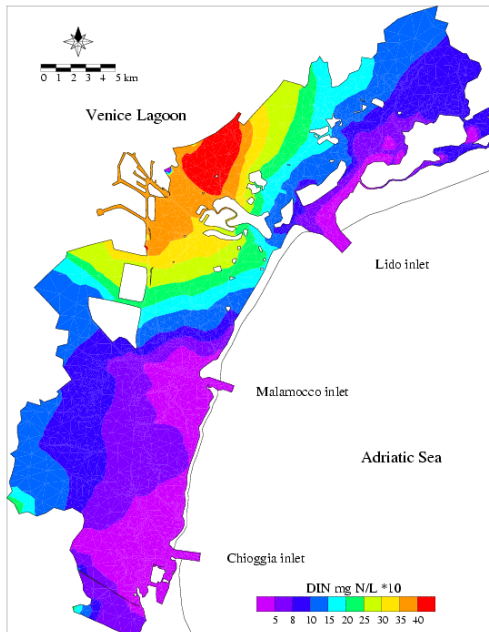 0 1 2 3 4 5 km
Venice Lagoon
Lido inlet
Malamocco inlet
Adriatic Sea
Chioggia inlet
DIN mg N/L *10
5 8 10 15 20 25 30 35 40